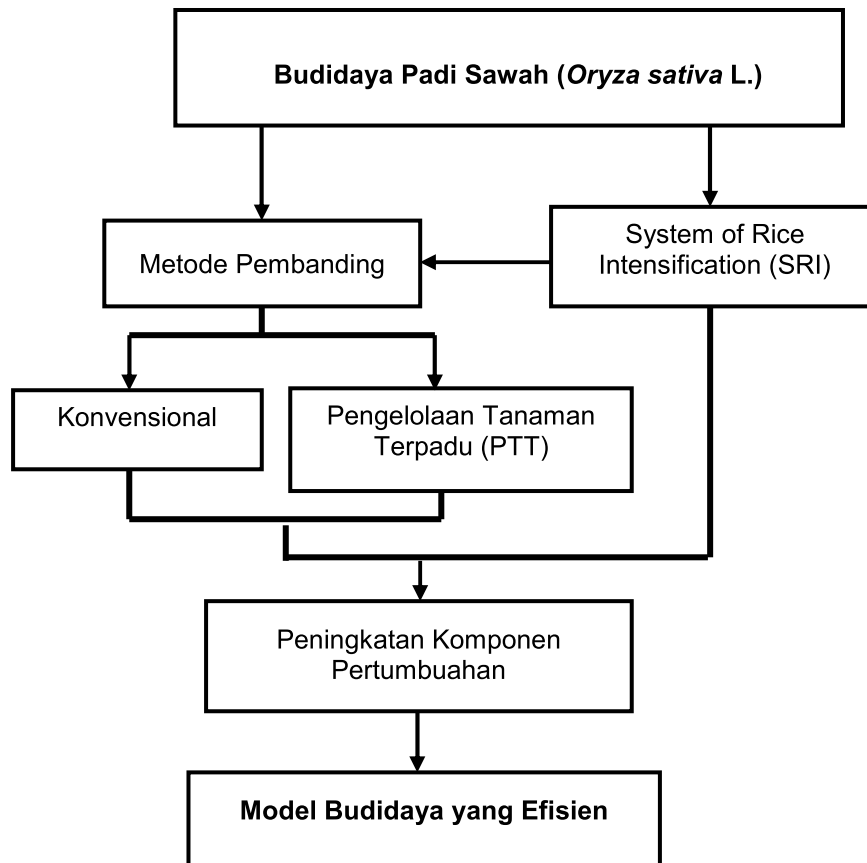 Budidaya Padi Sawah (Oryza sativa L.)
Metode Pembanding
System of Rice
Intensification (SRI)
Konvensional
Pengelolaan Tanaman
Terpadu (PTT)
Peningkatan Komponen
Pertumbuahan
Model Budidaya yang Efisien